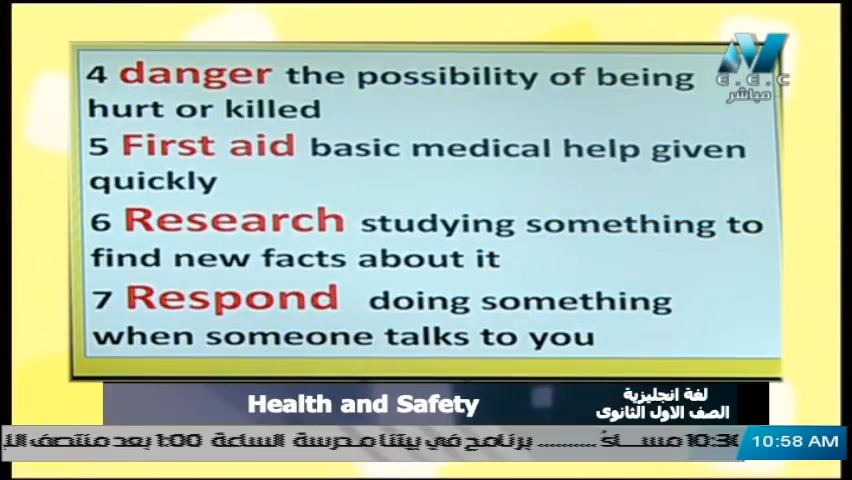 4 danger the possibility of being
hurt or killed
5 First aid basic medical help given
quickly
6 Research studying something to
find new facts about it
7 Respond doing something
when someone talks to you
E.E.C
مباشر
Health and Safety
لغة انجليزية
الصف الاول الثانوى
10:30 مساءً ........... برنامج في بيتنا مدرسة الساعة 1:00 بعد منتصف
10:58 AM